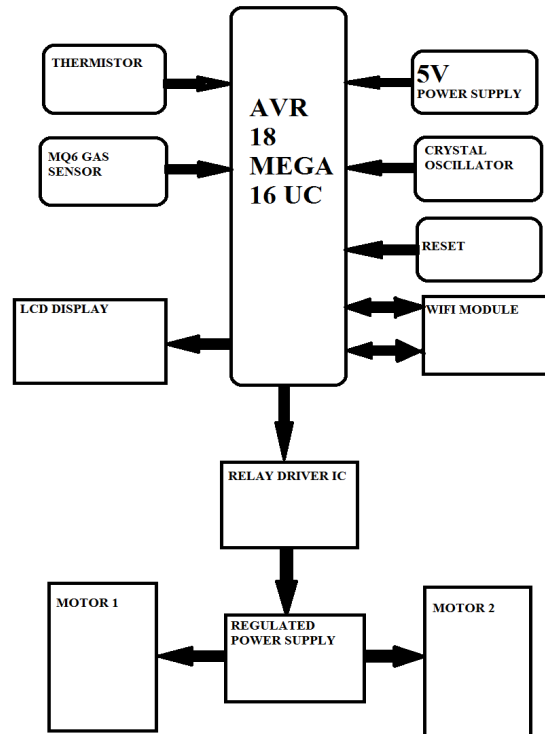 THERMISTOR
MQ6 GAS
SENSOR
AVR
18
MEGA
16 UC
5V
POWER SUPPLY
CRYSTAL
OSCILLATOR
RESET
LCD DISPLAY
WIFI MODULE
RELAY DRIVER IC
MOTOR 1
REGULATED
POWER SUPPLY
MOTOR 2